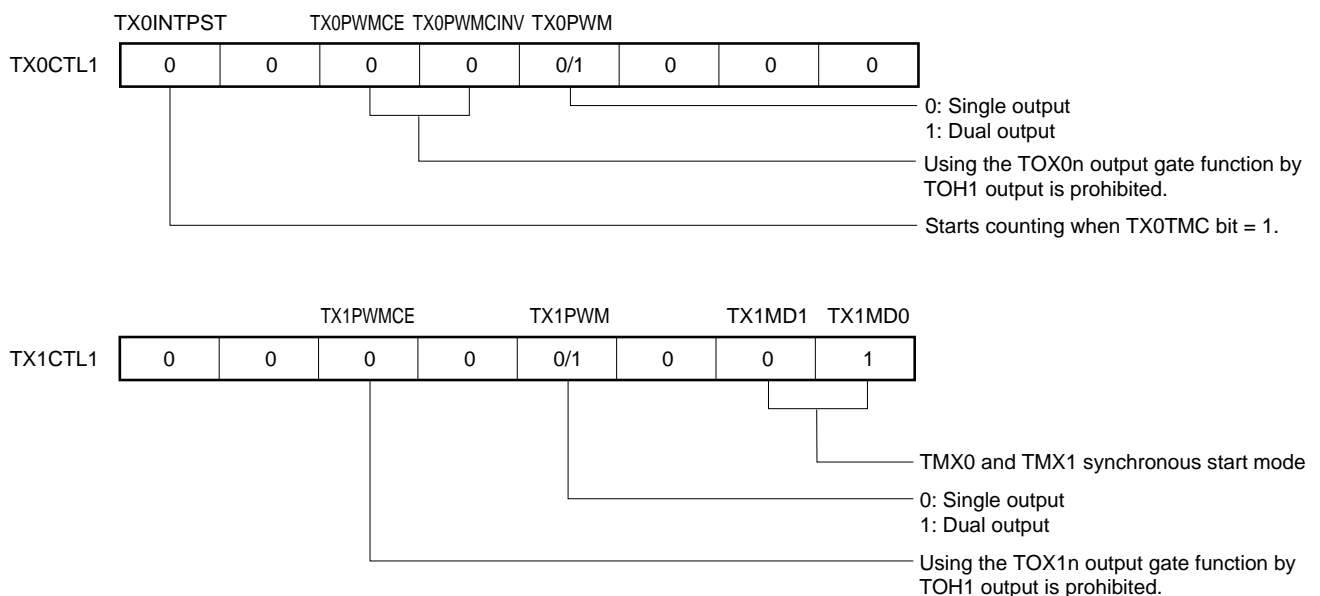 TX0INTPST TX0PWMCE TX0PWMCINV TX0PWM
TX0CTL1 0 0 0 0 0/1 0 0 0
0: Single output
1: Dual output
Using the TOX0n output gate function by
TOH1 output is prohibited.
Starts counting when TX0TMC bit = 1.
TX1PWMCE TX1PWM TX1MD1 TX1MD0
TX1CTL1 0 0 0 0 0/1 0 0 1
TMX0 and TMX1 synchronous start mode
0: Single output
1: Dual output
Using the TOX1n output gate function by
TOH1 output is prohibited.